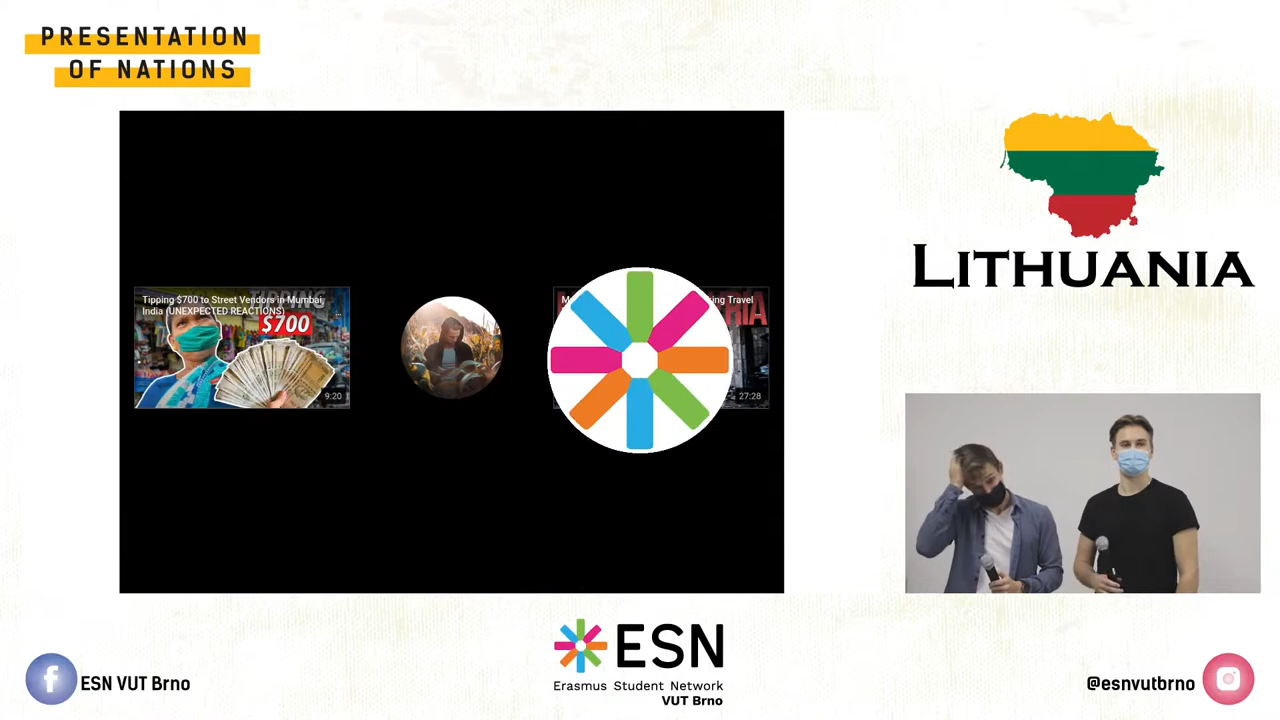 PRESENTATION
OF NATIONS
Tipping $700 to Street Vendors in Mumbai,
India (UNEXPECTED REACTIONS)
TIPPING
$700
9:20
Travel
27:28
LITHUANIA
ESN
Erasmus Student Network
VUT Brno
f
ESN VUT Brno
@esnvutbrno